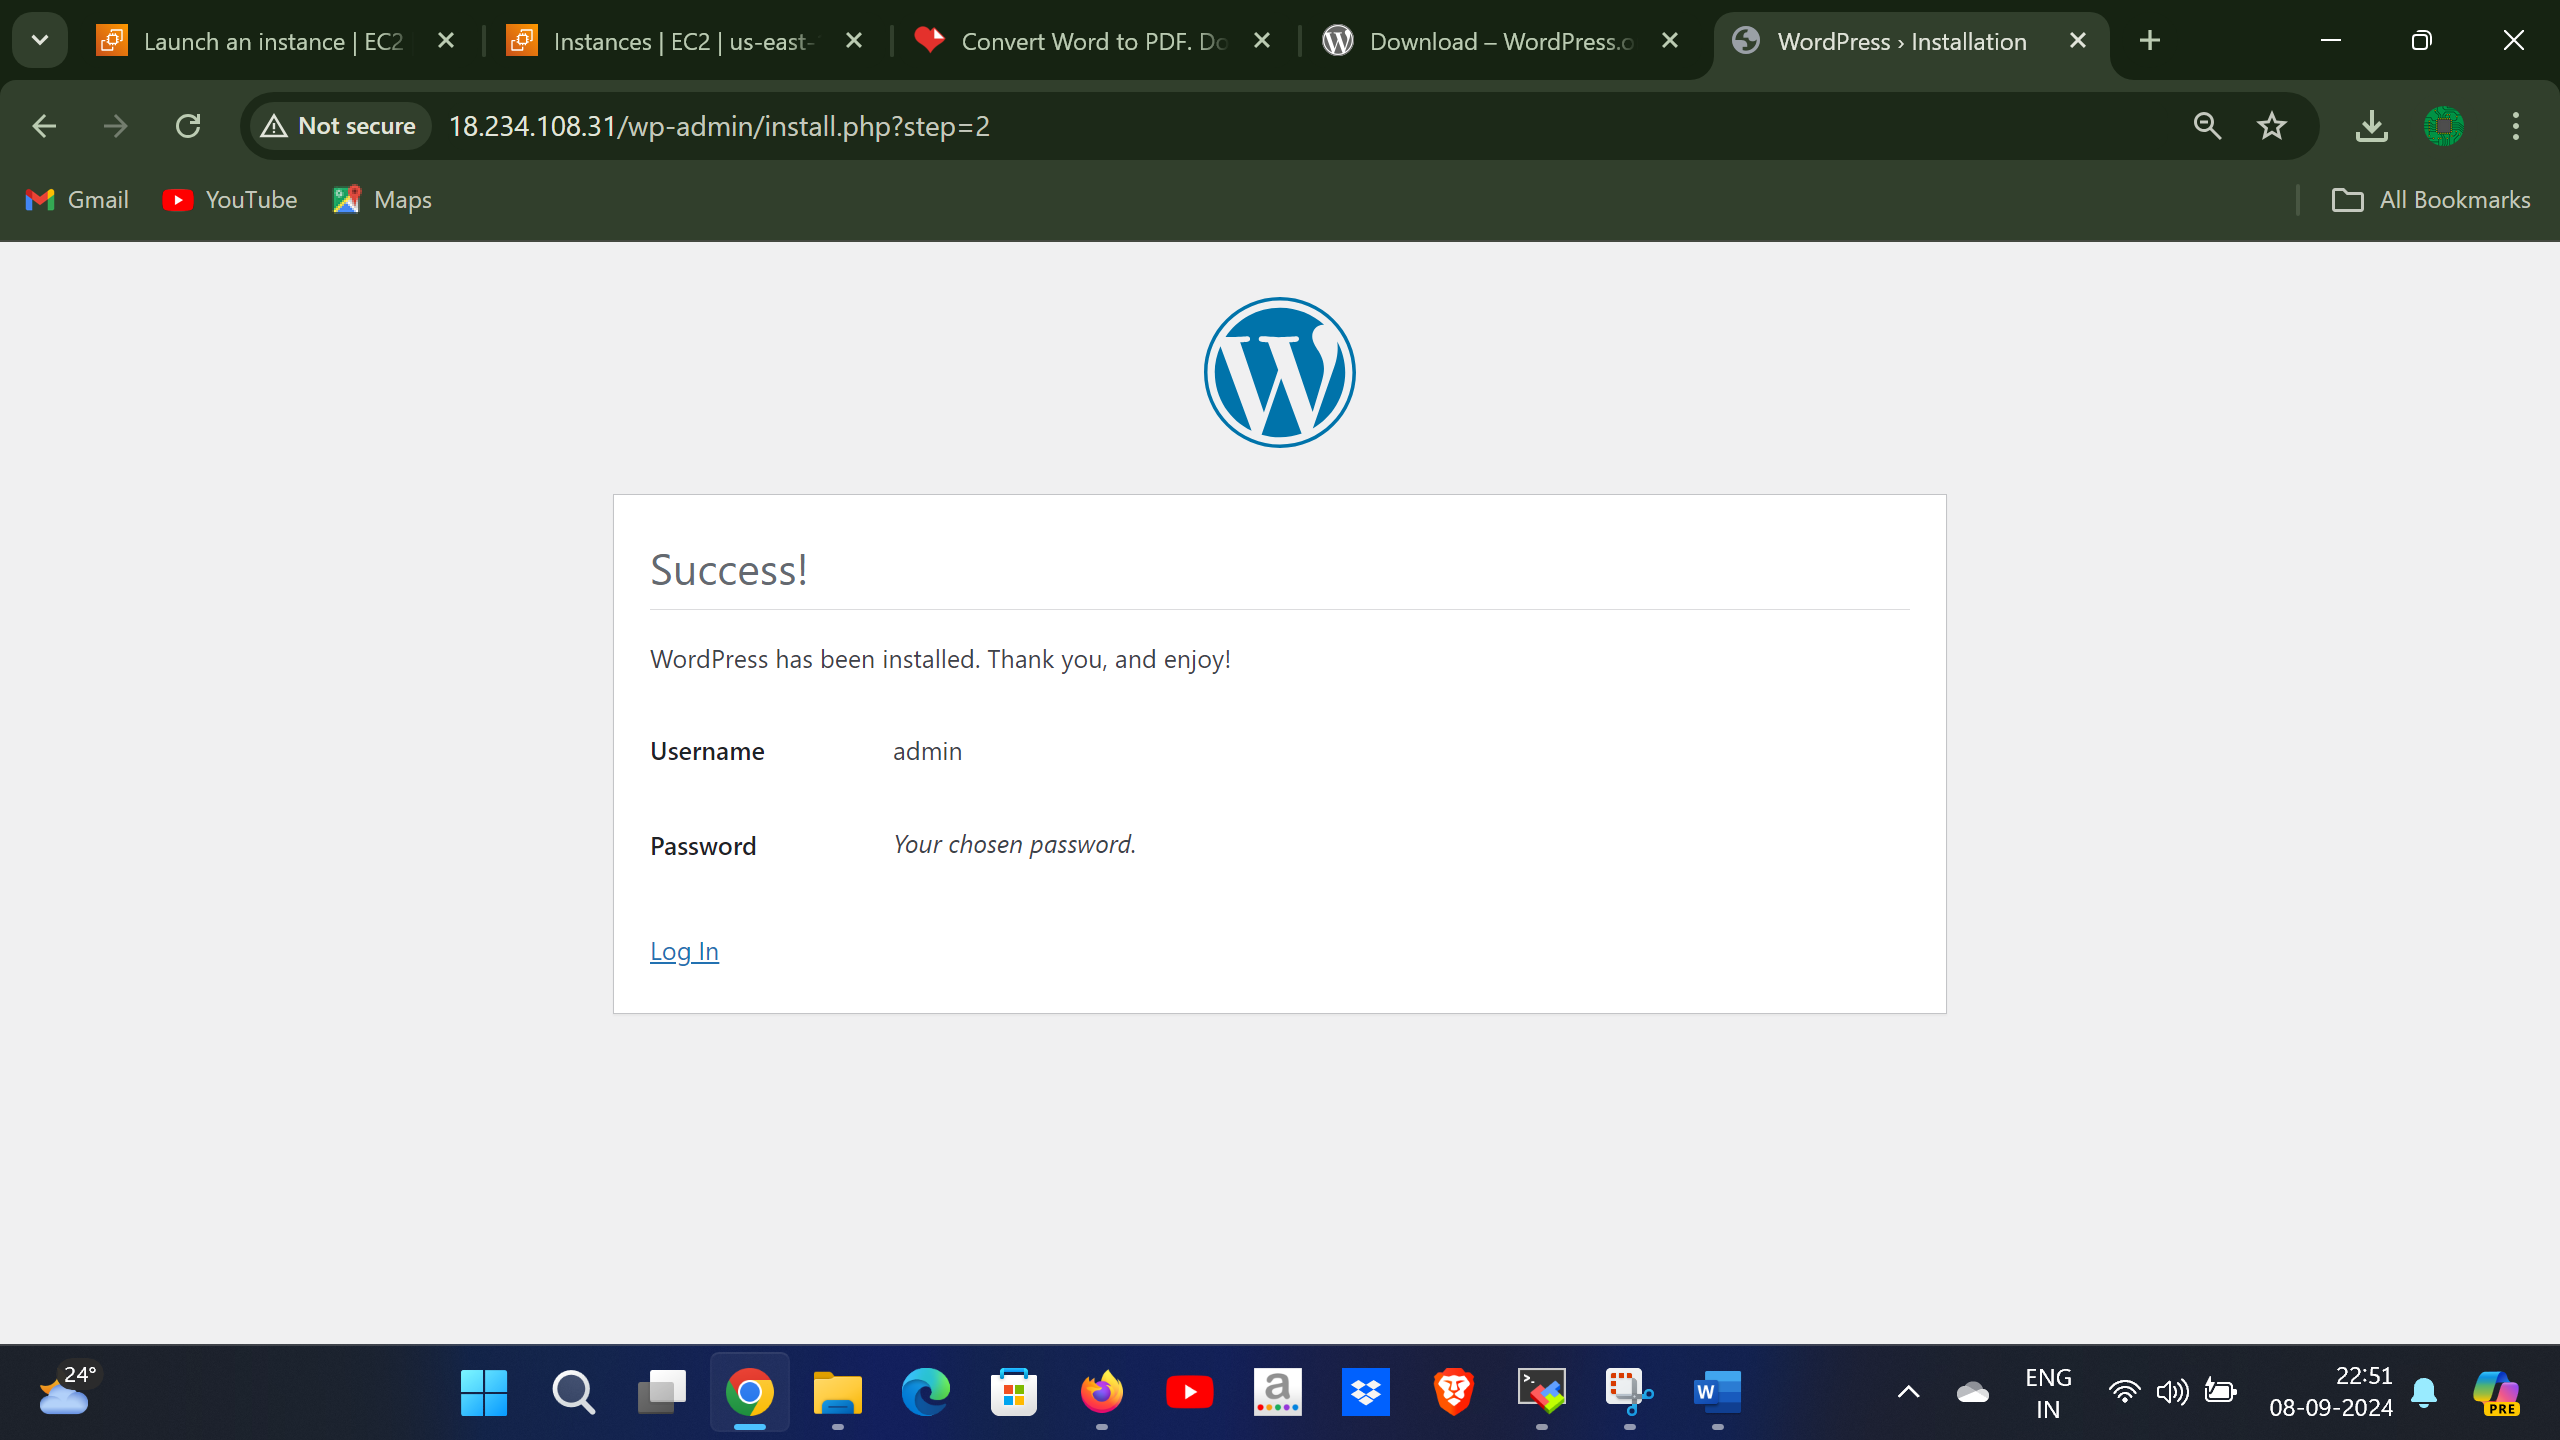 Launch an instance | EC2
Instances | EC2 | us-east-
Convert Word to PDF. Do
Download – WordPress.o
WordPress › Installation
Not secure
18.234.108.31/wp-admin/install.php?step=2
Gmail
YouTube
Maps
All Bookmarks
Success!
WordPress has been installed. Thank you, and enjoy!
Username admin
Password Your chosen password.
Log In
24°
ENG
IN
22:51
08-09-2024
PRE